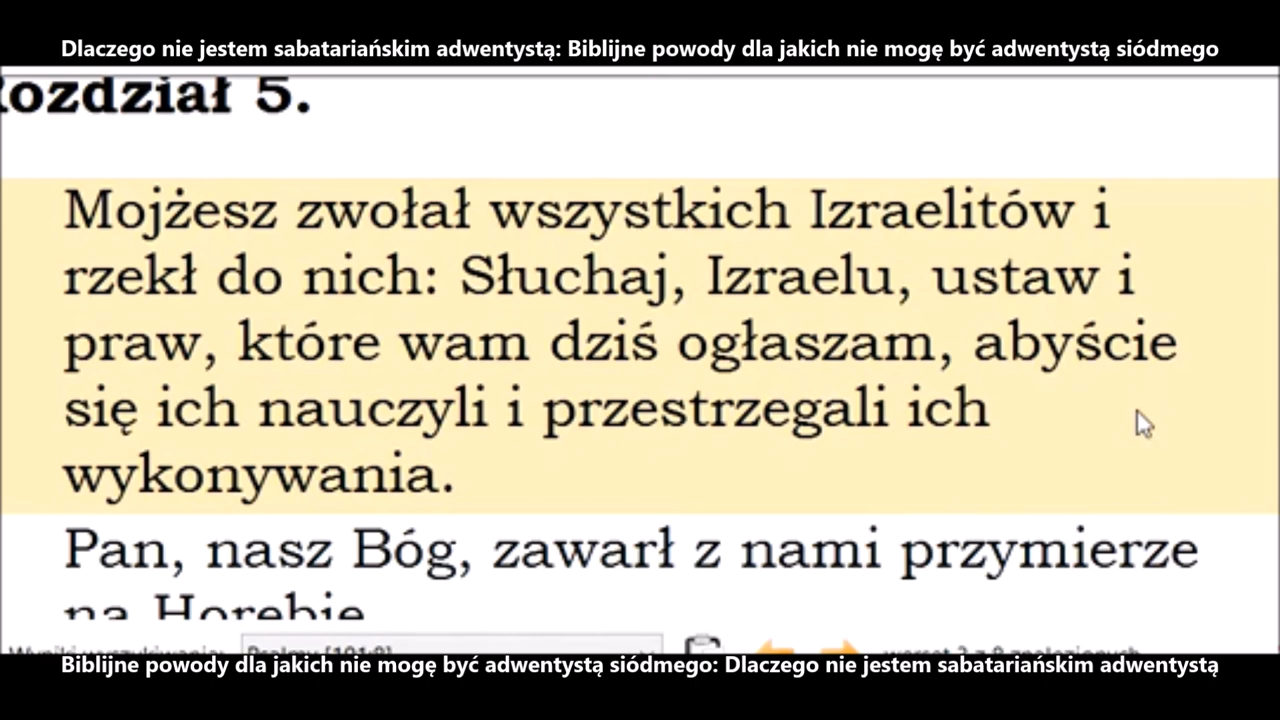 Dlaczego nie jestem sabatariańskim adwentystą: Biblijne powody dla jakich nie mogę być adwentystą siódmego
Rozdział 5.
Mojżesz zwołał wszystkich Izraelitów i
rzekł do nich: Słuchaj, Izraelu, ustaw i
praw, które wam dziś ogłaszam, abyście
się ich nauczyli i przestrzegali ich
wykonywania.
Pan, nasz Bóg, zawarł z nami przymierze
na Horebie
Biblijne powody dla jakich nie mogę być adwentystą siódmego: Dlaczego nie jestem sabatariańskim adwentystą